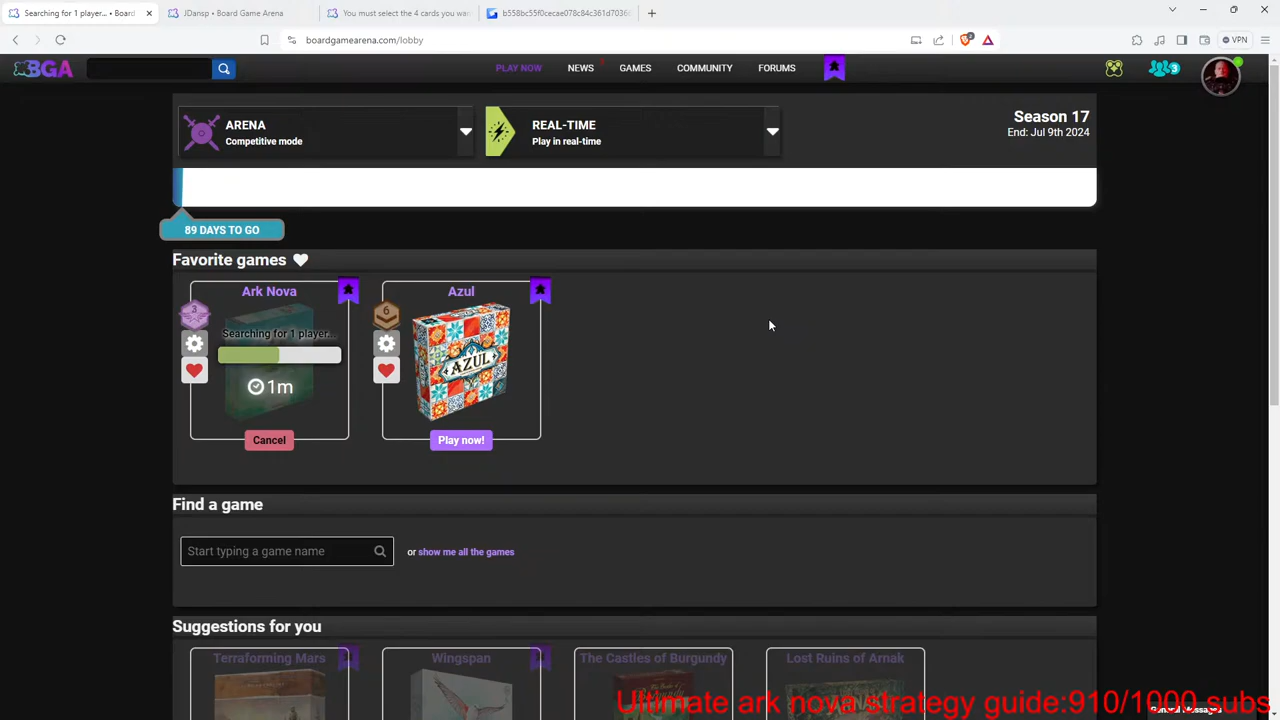 Searching for 1 player... • Board
JDansp • Board Game Arena
You must select the 4 cards you wan
b558bc55f0cecae078c84c361d7036
boardgamearena.com/lobby
VPN
BGA
PLAY NOW
NEWS
GAMES
COMMUNITY
FORUMS
3
ARENA
Competitive mode
REAL-TIME
Play in real-time
Season 17
End: Jul 9th 2024
89 DAYS TO GO
Favorite games
Ark Nova
3
Searching for 1 player...
1m
Cancel
Azul
6
AZUL
Play now!
Find a game
Start typing a game name
or show me all the games
Suggestions for you
Terraforming Mars
Wingspan
The Castles of Burgundy
Lost Ruins of Arnak
Ultimate ark nova strategy guide:910/1000 subs
General Messages